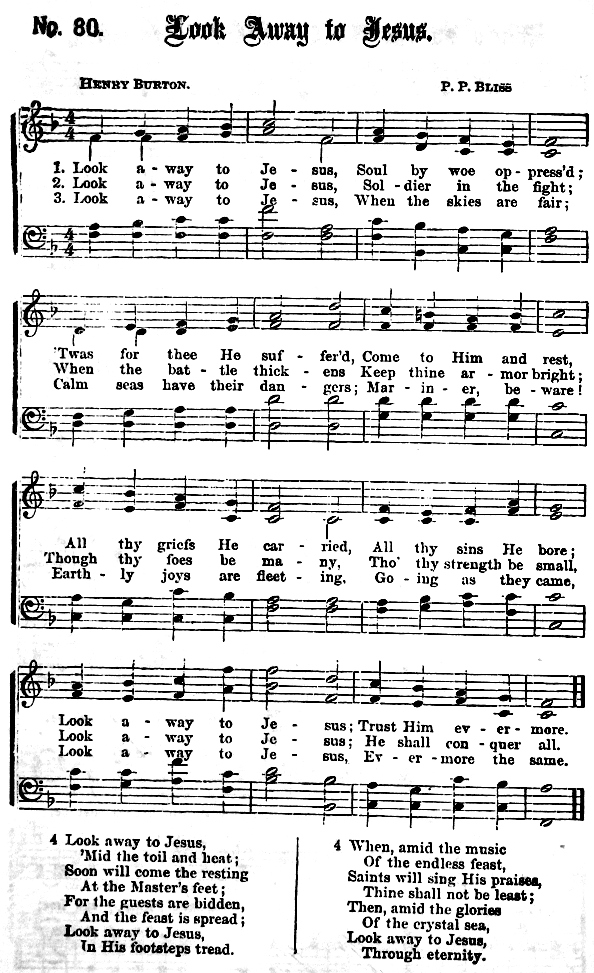 No. 80. Look Away to Jesus.
HENRY BURTON. P. P. BLISS
1. Look a - way to Je - sus, Soul by woe op - press'd;
2. Look a - way to Je - sus, Sol - dier in the fight;
3. Look a - way to Je - sus, When the skies are fair;
'Twas for thee He suf - fer'd, Come to Him and rest,
When the bat - tle thick - ens Keep thine ar - mor bright;
Calm seas have their dan - gers; Mar - in - er, be - ware!
All thy griefs He car - ried, All thy sins He bore;
Though thy foes be ma - ny, Tho' thy strength be small,
Earth - ly joys are fleet - ing, Go - ing as they came,
Look a - way to Je - sus; Trust Him ev - er - more.
Look a - way to Je - sus; He shall con - quer all.
Look a - way to Je - sus, Ev - er - more the same.
4 Look away to Jesus,
'Mid the toil and heat;
Soon will come the resting
At the Master's feet;
For the guests are bidden,
And the feast is spread;
Look away to Jesus,
In His footsteps tread.
4 When, amid the music
Of the endless feast,
Saints will sing His praises,
Thine shall not be least;
Then, amid the glories
Of the crystal sea,
Look away to Jesus,
Through eternity.